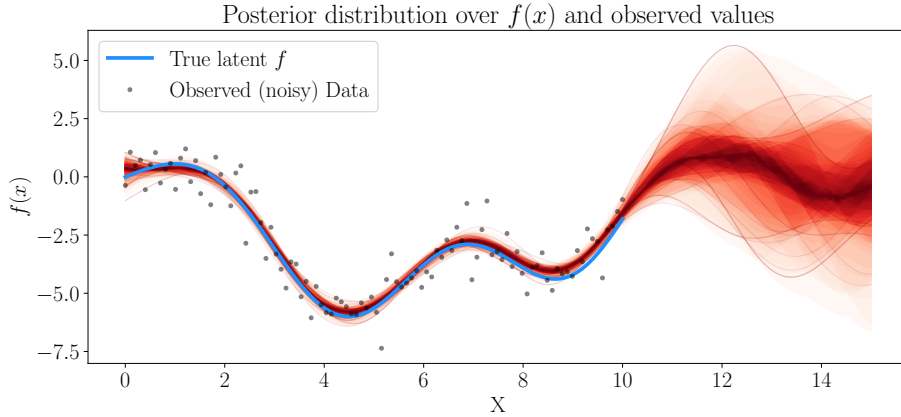 Posterior distribution over f(x) and observed values
True latent f
Observed (noisy) Data
f(x)
5.0
2.5
0.0
−2.5
−5.0
−7.5
0 2 4 6 8 10 12 14
X